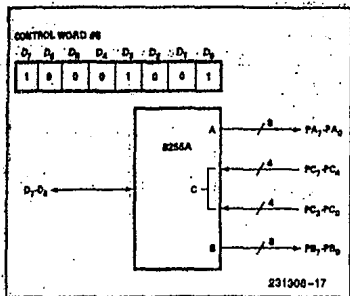 CONTROL WORD #6
D7 D6 D5 D4 D3 D2 D1 D0
1 0 0 0 1 0 0 1
A 8 PA7-PA0
8255A
4 PC7-PC4
D7-D0 C
4 PC3-PC0
B 8 PB7-PB0
231308-17